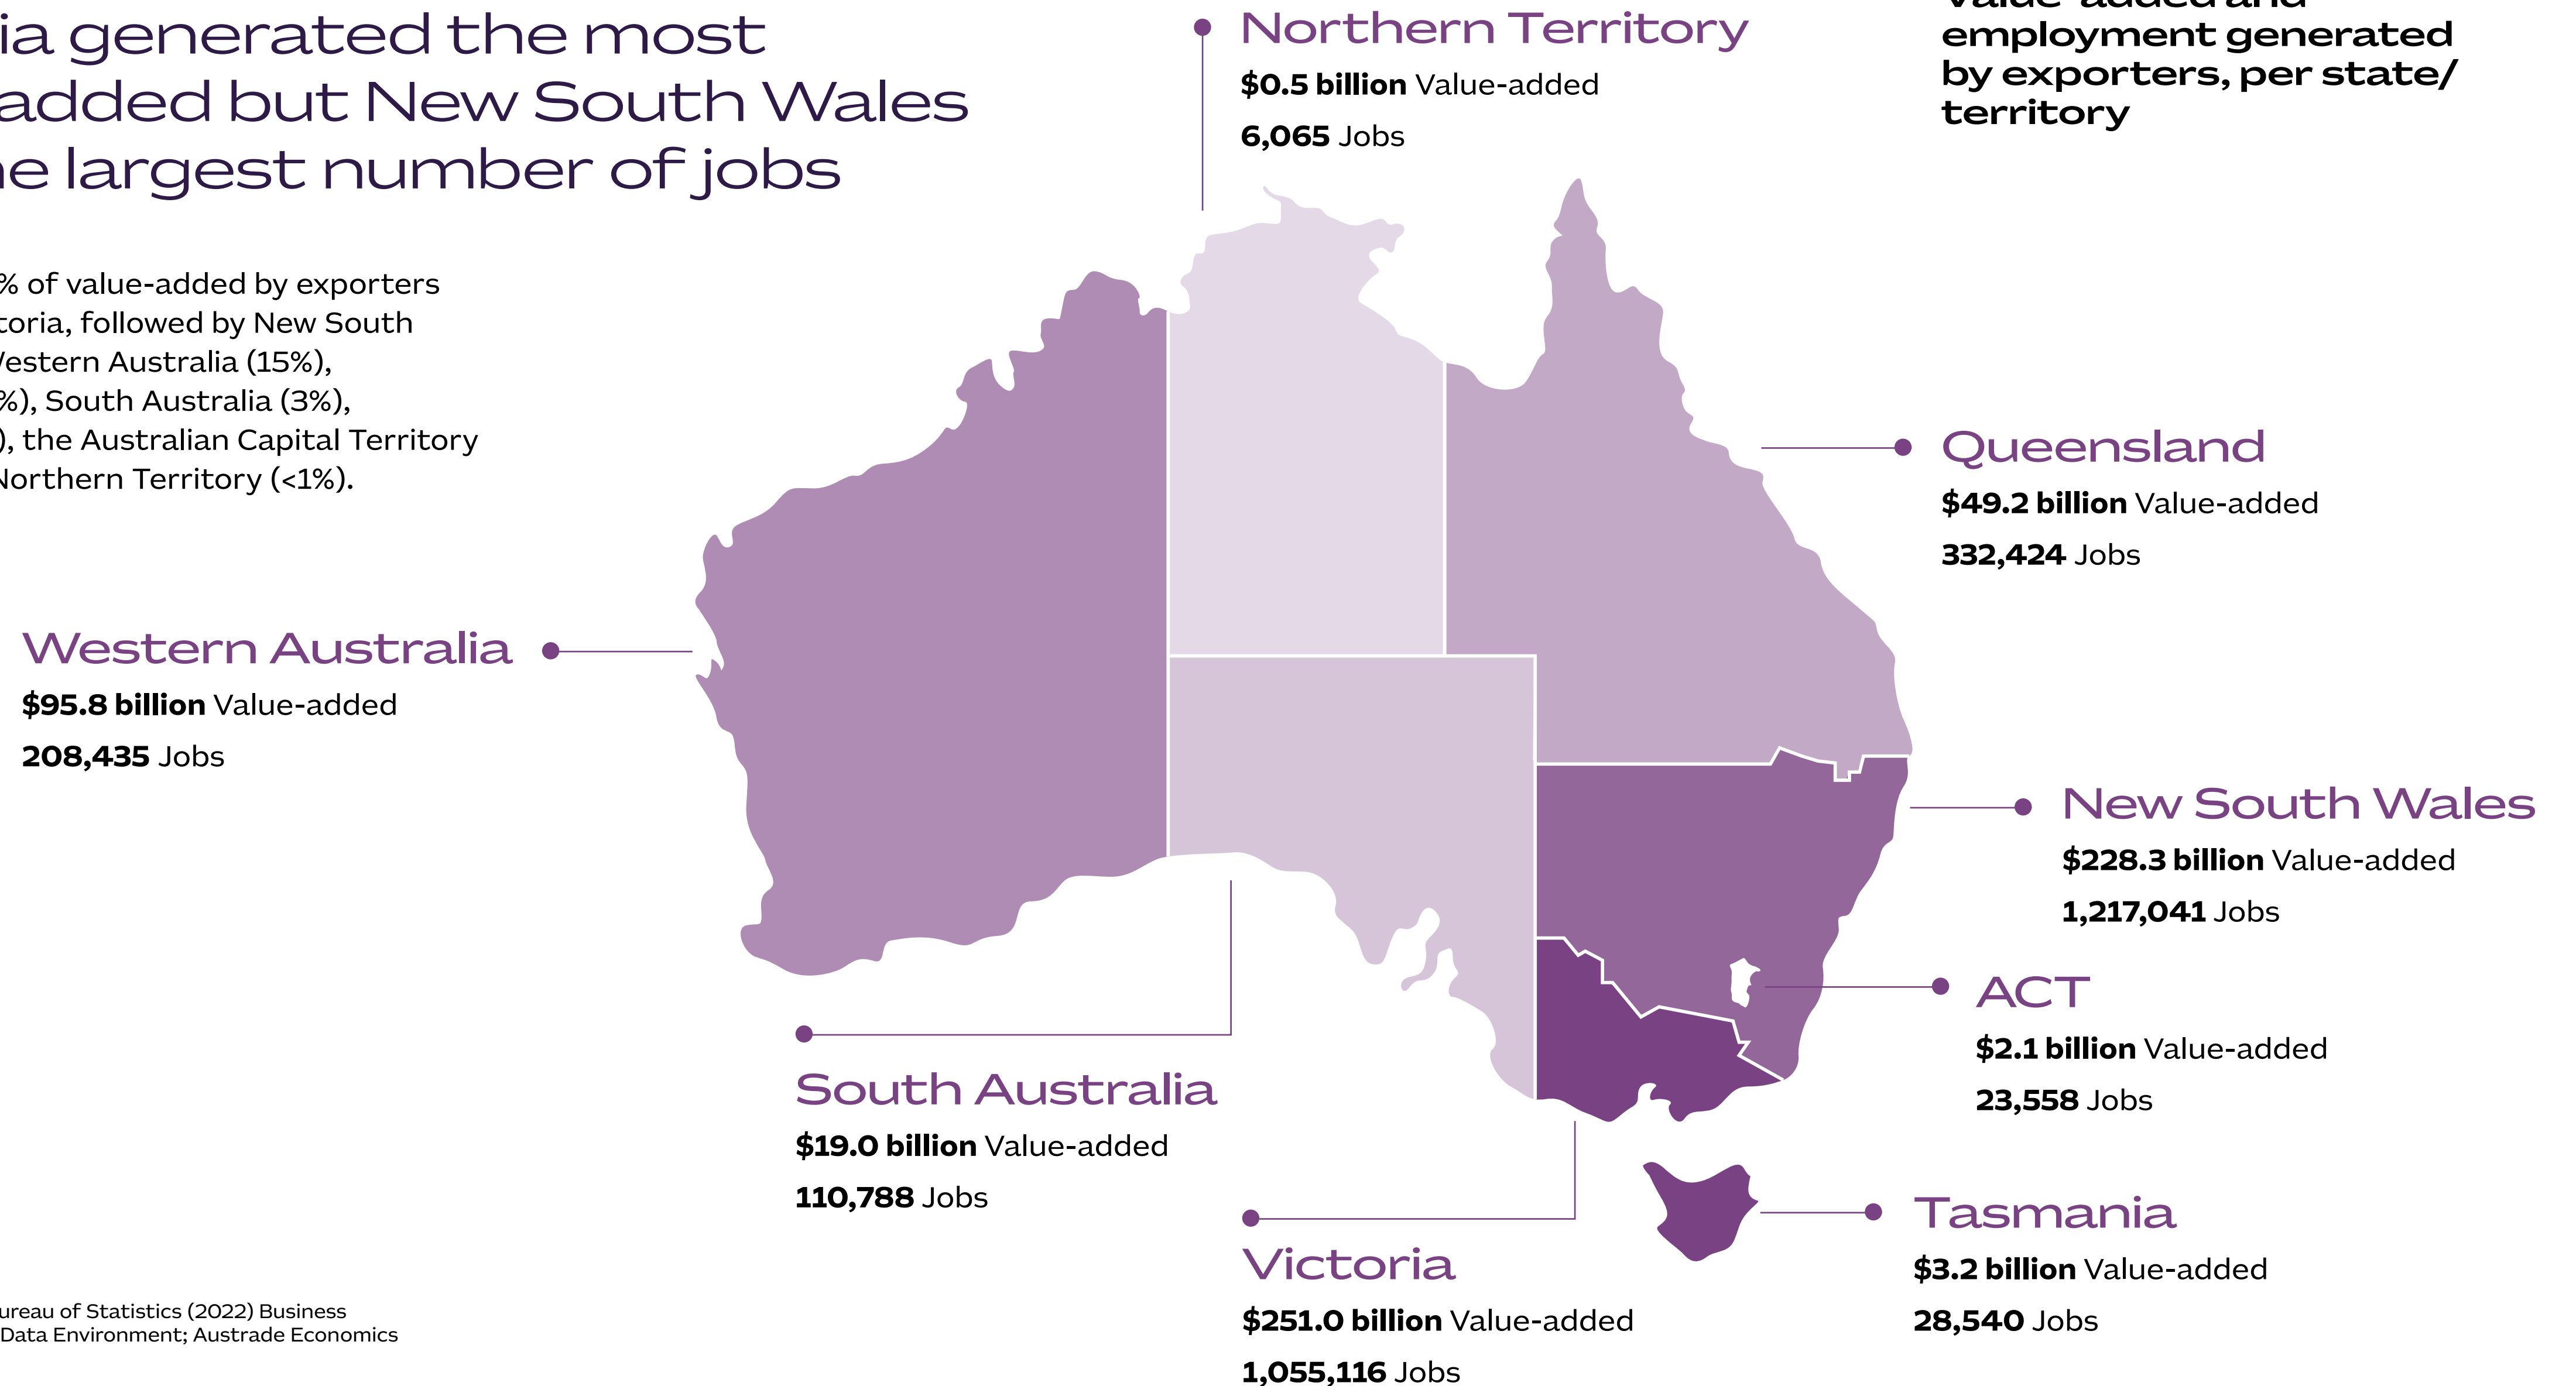 ia generated the most
added but New South Wales
e largest number of jobs
% of value-added by exporters
toria, followed by New South
Western Australia (15%),
%), South Australia (3%),
), the Australian Capital Territory
Northern Territory (<1%).
Northern Territory
$0.5 billion Value-added
6,065 Jobs
Value-added and
employment generated
by exporters, per state/
territory
Queensland
$49.2 billion Value-added
332,424 Jobs
Western Australia
$95.8 billion Value-added
208,435 Jobs
New South Wales
$228.3 billion Value-added
1,217,041 Jobs
ACT
$2.1 billion Value-added
23,558 Jobs
South Australia
$19.0 billion Value-added
110,788 Jobs
Victoria
$251.0 billion Value-added
1,055,116 Jobs
Tasmania
$3.2 billion Value-added
28,540 Jobs
ureau of Statistics (2022) Business
Data Environment; Austrade Economics